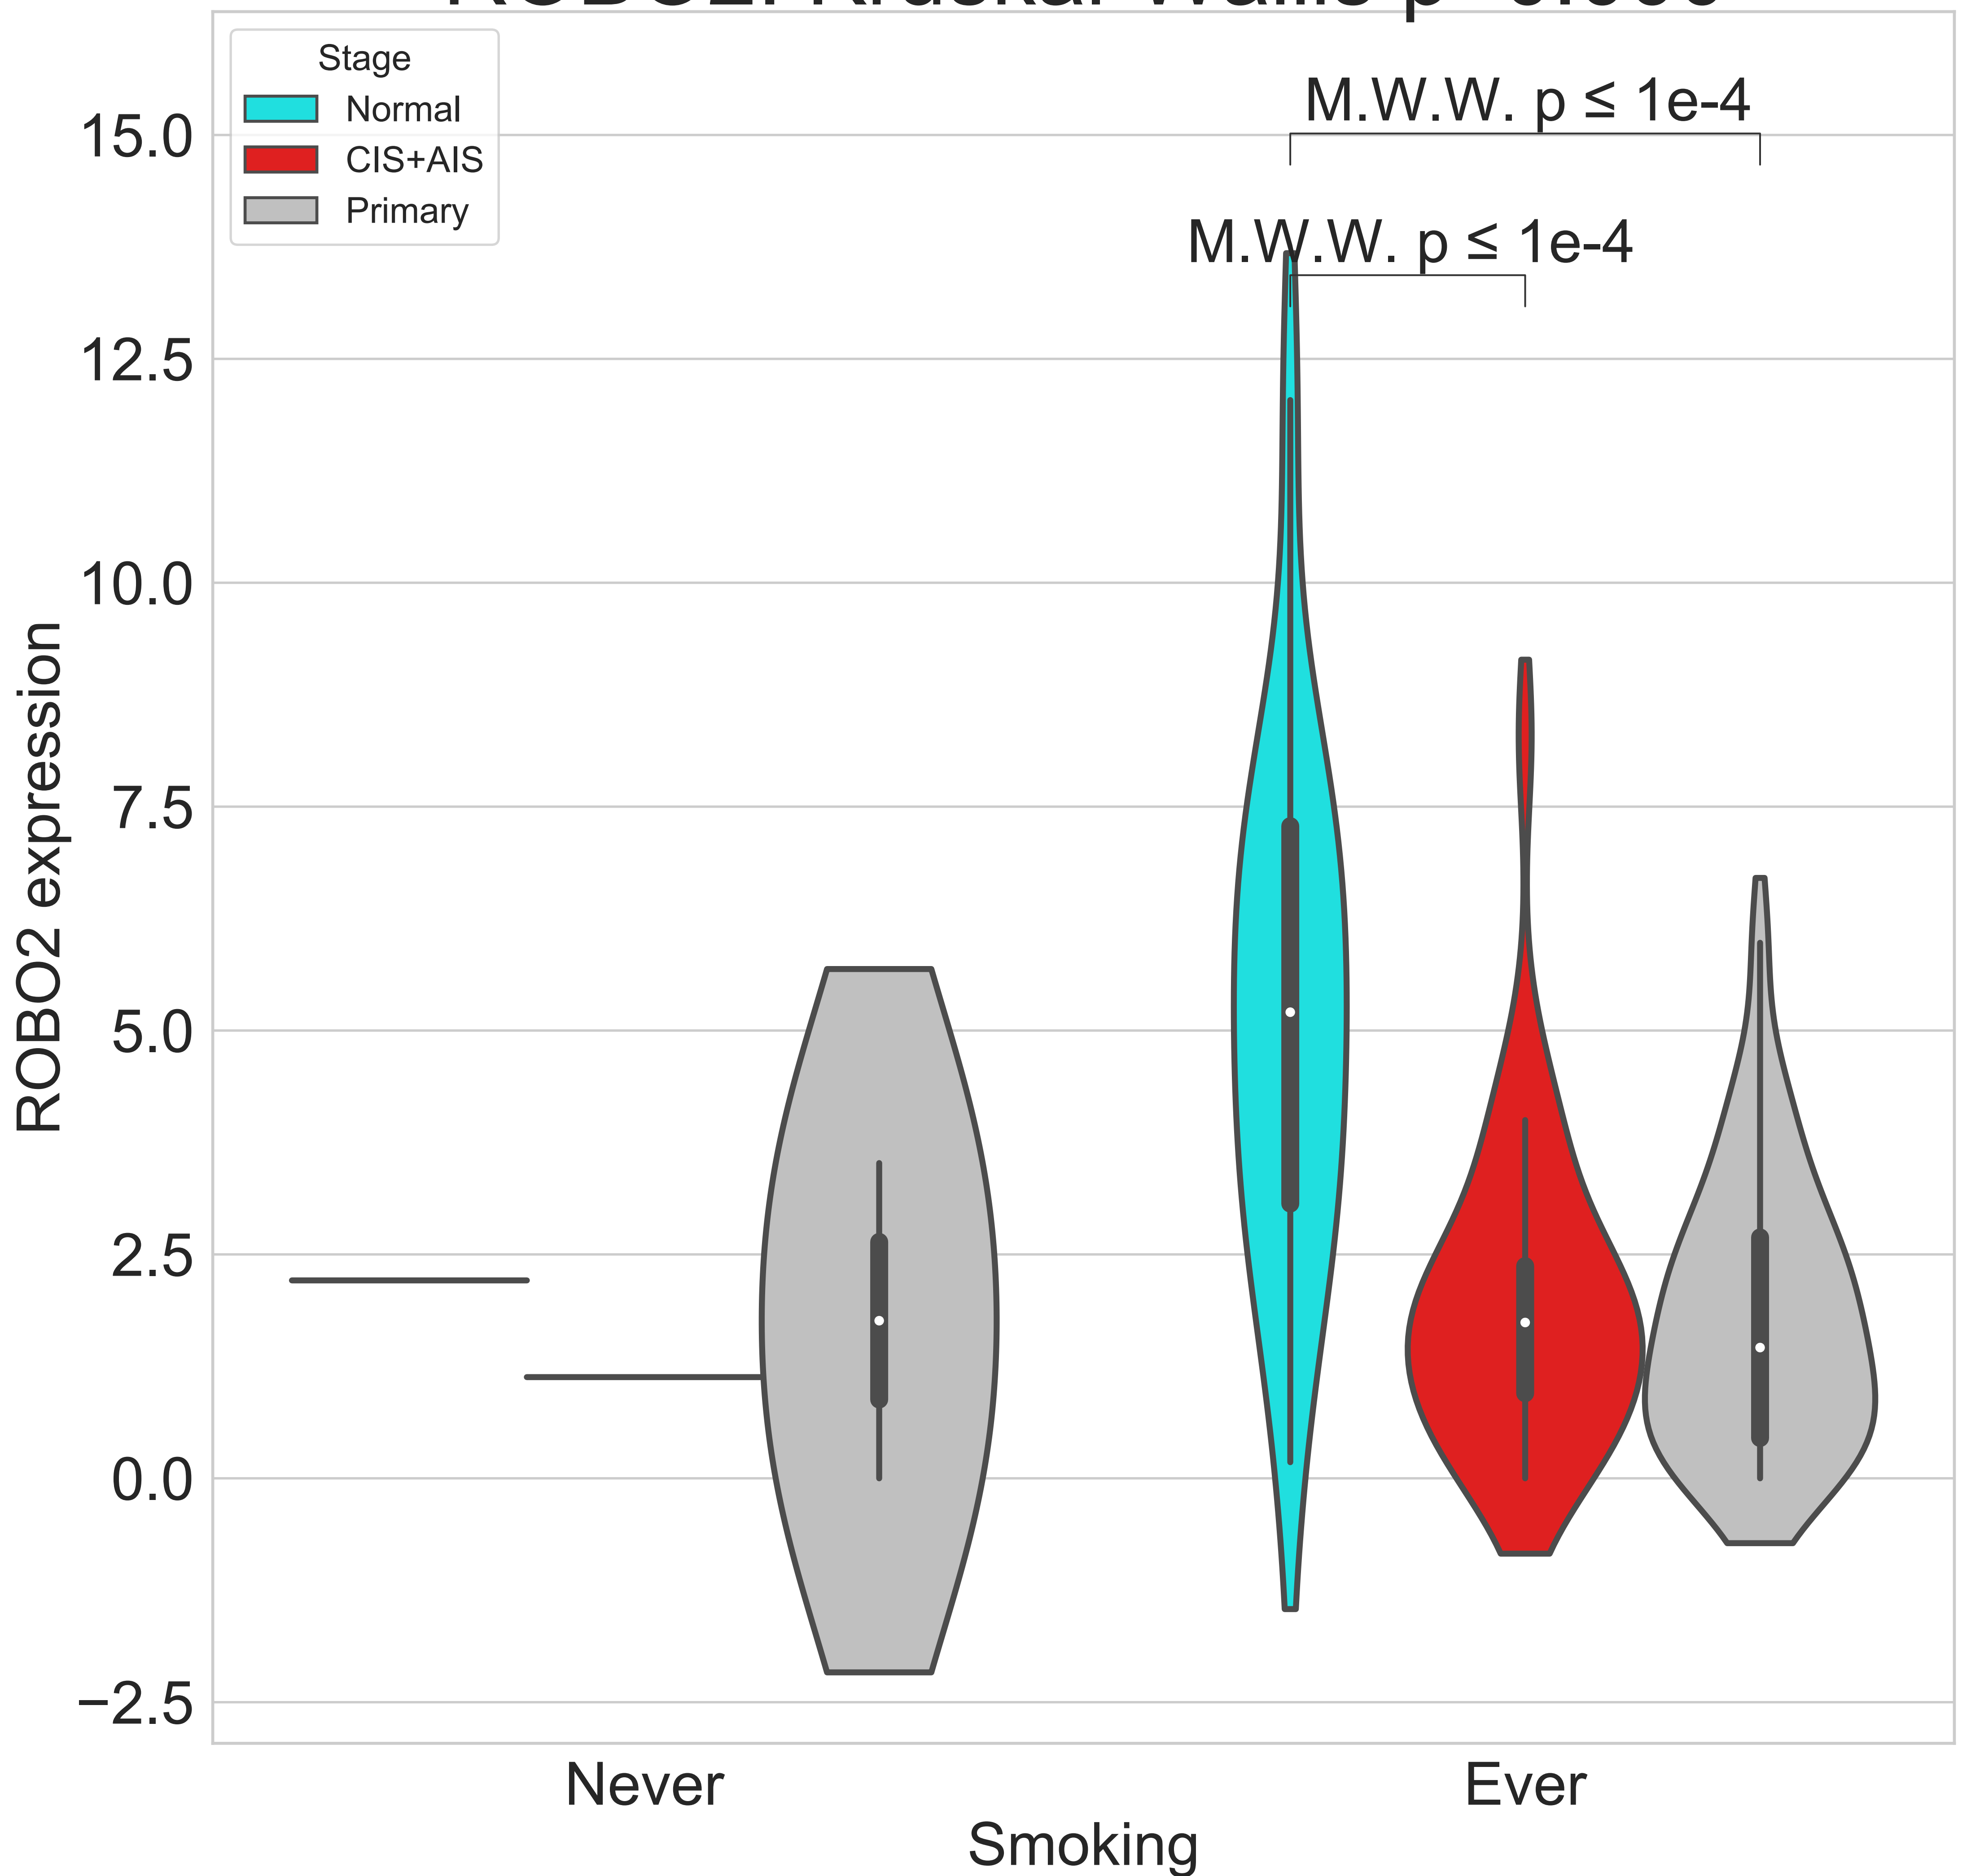 Stage
Normal
CIS+AIS
Primary
M.W.W. p ≤ 1e-4
M.W.W. p ≤ 1e-4
15.0
12.5
10.0
7.5
5.0
2.5
0.0
−2.5
ROBO2 expression
Never
Ever
Smoking